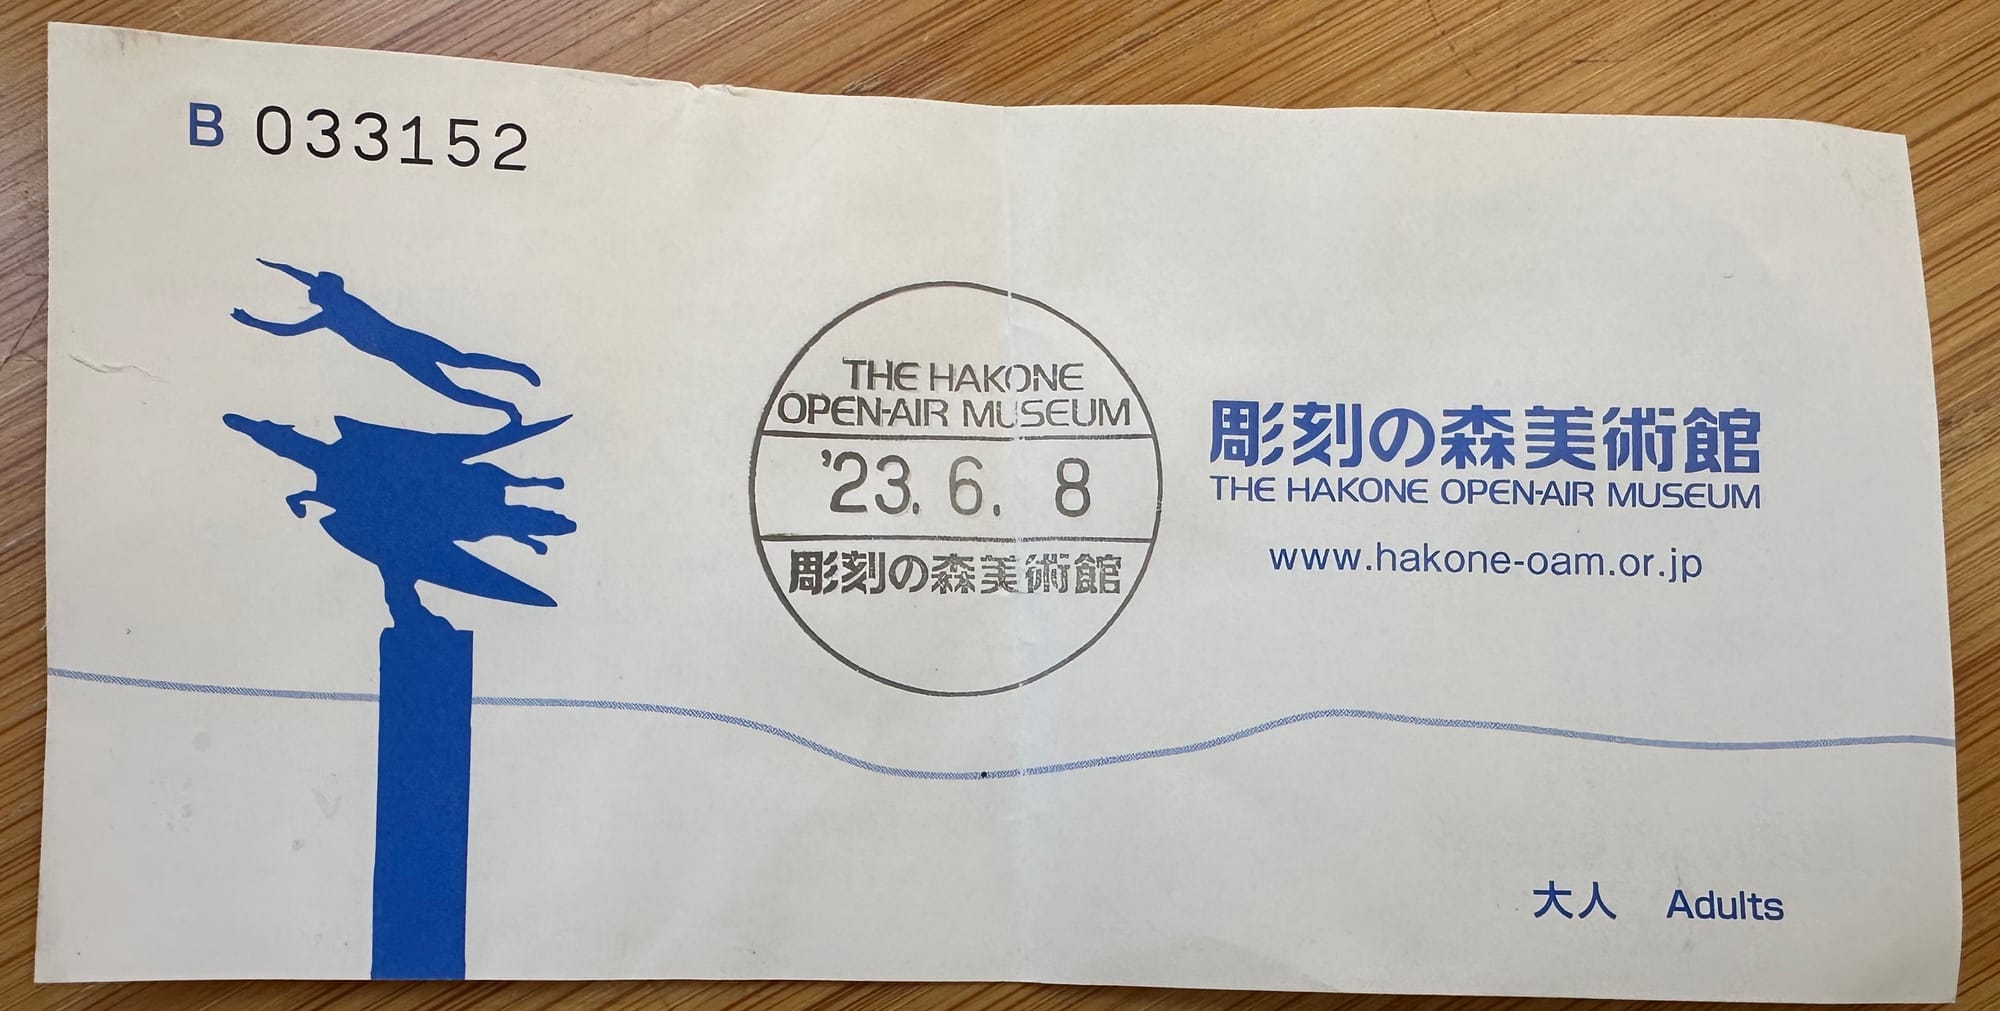 B 033152
THE HAKONE
OPEN-AIR MUSEUM
'23. 6. 8
彫刻の森美術館
彫刻の森美術館
THE HAKONE OPEN-AIR MUSEUM
www.hakone-oam.or.jp
大人 Adults